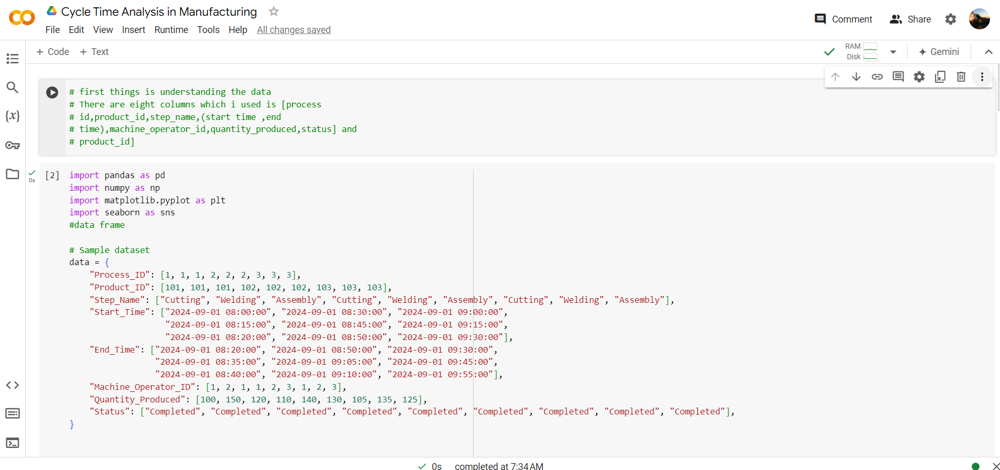 Cycle Time Analysis in Manufacturing
File Edit View Insert Runtime Tools Help All changes saved
Comment Share
+ Code + Text
RAM
Disk
Gemini
# first things is understanding the data
# There are eight columns which i used is [process
# id,product_id,step_name,(start time ,end
# time),machine_operator_id,quantity_produced,status] and
# product_id]
0s
[2] import pandas as pd
import numpy as np
import matplotlib.pyplot as plt
import seaborn as sns
#data frame
# Sample dataset
data = {
"Process_ID": [1, 1, 1, 2, 2, 2, 3, 3, 3],
"Product_ID": [101, 101, 101, 102, 102, 102, 103, 103, 103],
"Step_Name": ["Cutting", "Welding", "Assembly", "Cutting", "Welding", "Assembly", "Cutting", "Welding", "Assembly"],
"Start_Time": ["2024-09-01 08:00:00", "2024-09-01 08:30:00", "2024-09-01 09:00:00",
"2024-09-01 08:15:00", "2024-09-01 08:45:00", "2024-09-01 09:15:00",
"2024-09-01 08:20:00", "2024-09-01 08:50:00", "2024-09-01 09:30:00"],
"End_Time": ["2024-09-01 08:20:00", "2024-09-01 08:50:00", "2024-09-01 09:30:00",
"2024-09-01 08:35:00", "2024-09-01 09:05:00", "2024-09-01 09:45:00",
"2024-09-01 08:40:00", "2024-09-01 09:10:00", "2024-09-01 09:55:00"],
"Machine_Operator_ID": [1, 2, 1, 1, 2, 3, 1, 2, 3],
"Quantity_Produced": [100, 150, 120, 110, 140, 130, 105, 135, 125],
"Status": ["Completed", "Completed", "Completed", "Completed", "Completed", "Completed", "Completed", "Completed", "Completed"],
}
0s completed at 7:34 AM